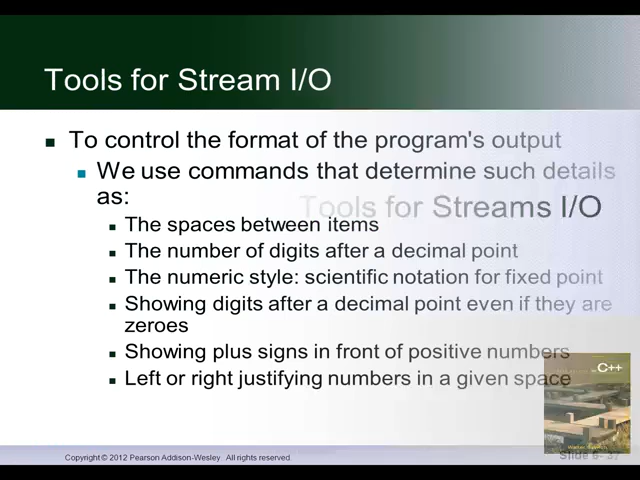 Tools for Stream I/O
To control the format of the program's output
We use commands that determine such details
as:
Tools for Streams I/O
The spaces between items
The number of digits after a decimal point
The numeric style: scientific notation for fixed point
Showing digits after a decimal point even if they are
zeroes
Showing plus signs in front of positive numbers
Left or right justifying numbers in a given space
C++
Copyright © 2012 Pearson Addison-Wesley All rights reserved
Slide 6- 37